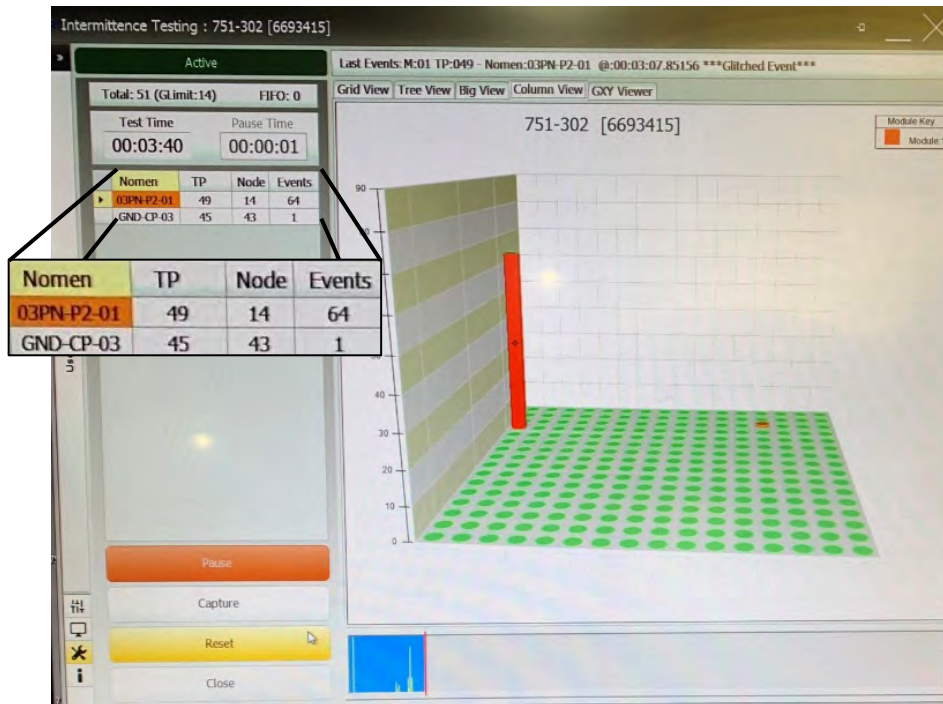 Intermittence Testing : 751-302 [6693415]
»
Active
Total: 51 (GLimit:14) FIFO: 0
Test Time Pause Time
00:03:40 00:00:01
Nomen TP Node Events
03PN-P2-01 49 14 64
GND-CP-03 45 43 1
Nomen TP Node Events
03PN-P2-01 49 14 64
GND-CP-03 45 43 1
Use
Pause
Capture
Reset
Close
Last Events: M:01 TP:049 - Nomen:03PN-P2-01 @:00:03:07.85156 ***Glitched Event***
Grid View Tree View Big View Column View GXY Viewer
751-302 [6693415]
Module Key
Module
90
40
30
20
10
0